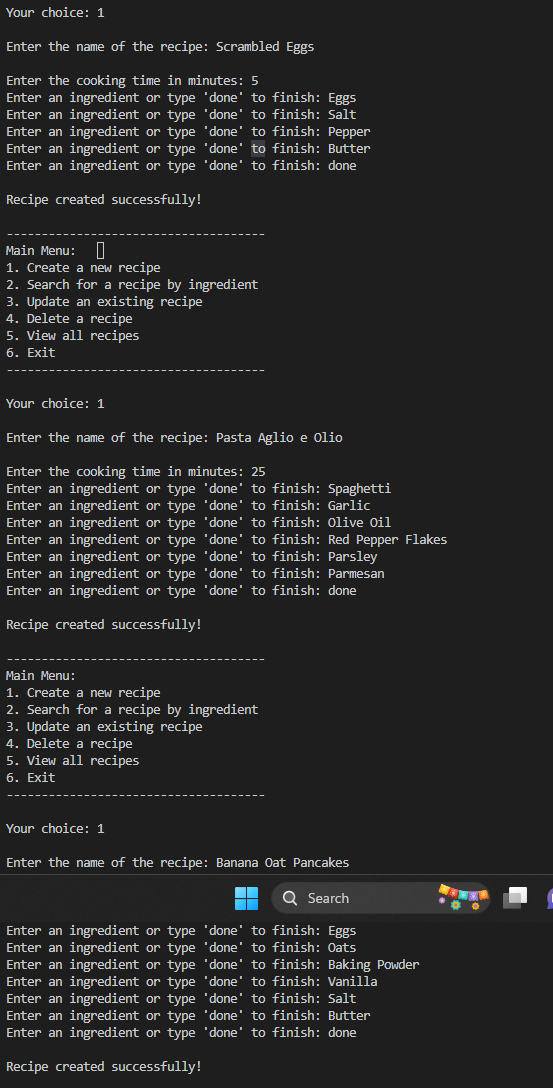 Your choice: 1
Enter the name of the recipe: Scrambled Eggs
Enter the cooking time in minutes: 5
Enter an ingredient or type 'done' to finish: Eggs
Enter an ingredient or type 'done' to finish: Salt
Enter an ingredient or type 'done' to finish: Pepper
Enter an ingredient or type 'done' to finish: Butter
Enter an ingredient or type 'done' to finish: done
Recipe created successfully!
-------------------------------------
Main Menu:
1. Create a new recipe
2. Search for a recipe by ingredient
3. Update an existing recipe
4. Delete a recipe
5. View all recipes
6. Exit
-------------------------------------
Your choice: 1
Enter the name of the recipe: Pasta Aglio e Olio
Enter the cooking time in minutes: 25
Enter an ingredient or type 'done' to finish: Spaghetti
Enter an ingredient or type 'done' to finish: Garlic
Enter an ingredient or type 'done' to finish: Olive Oil
Enter an ingredient or type 'done' to finish: Red Pepper Flakes
Enter an ingredient or type 'done' to finish: Parsley
Enter an ingredient or type 'done' to finish: Parmesan
Enter an ingredient or type 'done' to finish: done
Recipe created successfully!
-------------------------------------
Main Menu:
1. Create a new recipe
2. Search for a recipe by ingredient
3. Update an existing recipe
4. Delete a recipe
5. View all recipes
6. Exit
-------------------------------------
Your choice: 1
Enter the name of the recipe: Banana Oat Pancakes
Search
Enter an ingredient or type 'done' to finish: Eggs
Enter an ingredient or type 'done' to finish: Oats
Enter an ingredient or type 'done' to finish: Baking Powder
Enter an ingredient or type 'done' to finish: Vanilla
Enter an ingredient or type 'done' to finish: Salt
Enter an ingredient or type 'done' to finish: Butter
Enter an ingredient or type 'done' to finish: done
Recipe created successfully!